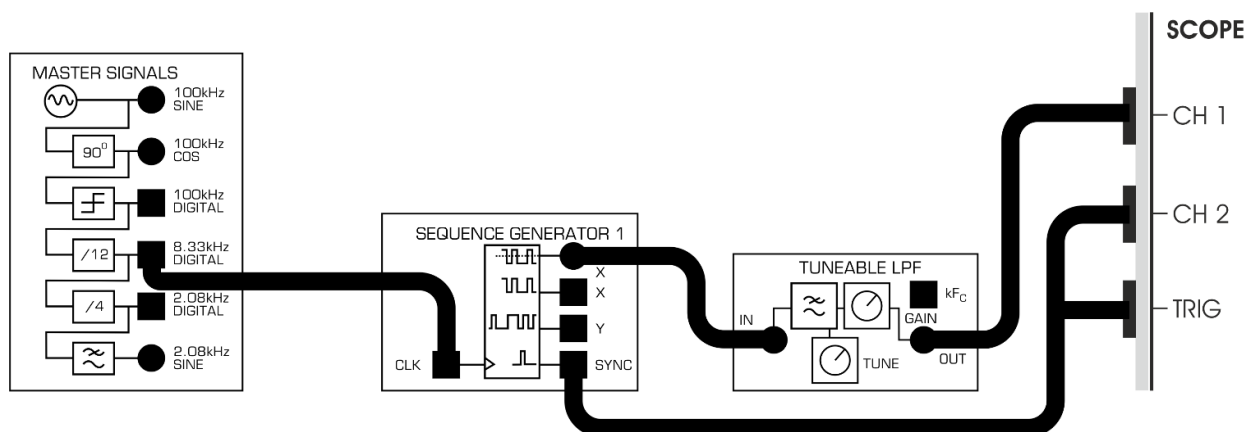 SCOPE
MASTER SIGNALS
100kHz
SINE
90°
100kHz
COS
100kHz
DIGITAL
/12
8.33kHz
DIGITAL
/4
2.08kHz
DIGITAL
2.08kHz
SINE
SEQUENCE GENERATOR 1
X
X
Y
CLK
SYNC
TUNEABLE LPF
kFC
GAIN
IN
TUNE
OUT
CH 1
CH 2
TRIG